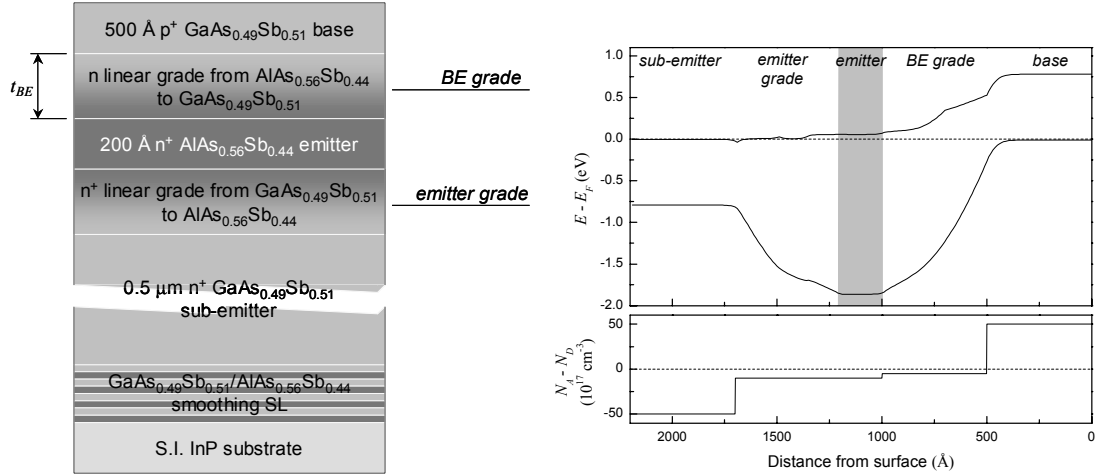 500 Å p⁺ GaAs₀.₄₉Sb₀.₅₁ base
t_BE
n linear grade from AlAs₀.₅₆Sb₀.₄₄
to GaAs₀.₄₉Sb₀.₅₁
BE grade
200 Å n⁺ AlAs₀.₅₆Sb₀.₄₄ emitter
n⁺ linear grade from GaAs₀.₄₉Sb₀.₅₁
to AlAs₀.₅₆Sb₀.₄₄
emitter grade
0.5 μm n⁺ GaAs₀.₄₉Sb₀.₅₁
sub-emitter
GaAs₀.₄₉Sb₀.₅₁/AlAs₀.₅₆Sb₀.₄₄
smoothing SL
S.I. InP substrate
sub-emitter
emitter
grade
emitter
BE grade
base
E - E_F (eV)
1.0
0.5
0.0
-0.5
-1.0
-1.5
-2.0
N_A - N_D
(10¹⁷ cm⁻³)
50
0
-50
2000 1500 1000 500 0
Distance from surface (Å)